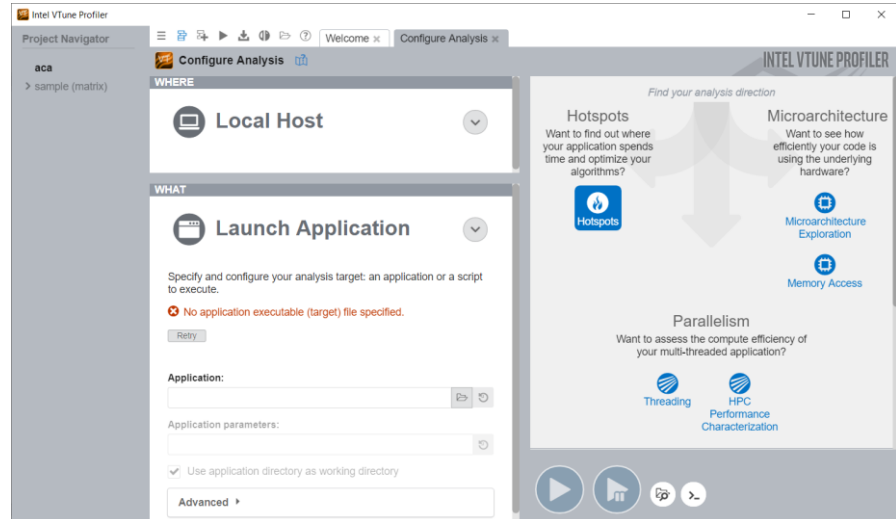 Intel VTune Profiler
Project Navigator
Welcome ×
Configure Analysis ×
aca
sample (matrix)
Configure Analysis
INTEL VTUNE PROFILER
WHERE
Local Host
WHAT
Launch Application
Specify and configure your analysis target: an application or a script
to execute.
No application executable (target) file specified.
Retry
Application:
Application parameters:
Use application directory as working directory
Advanced
Find your analysis direction
Hotspots
Want to find out where
your application spends
time and optimize your
algorithms?
Hotspots
Microarchitecture
Want to see how
efficiently your code is
using the underlying
hardware?
Microarchitecture
Exploration
Memory Access
Parallelism
Want to assess the compute efficiency of
your multi-threaded application?
Threading
HPC
Performance
Characterization